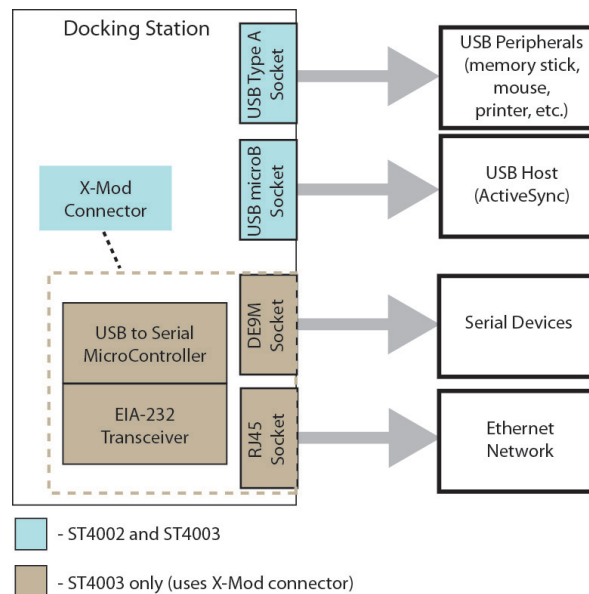 Docking Station
USB Type A
Socket
USB Peripherals
(memory stick,
mouse,
printer, etc.)
X-Mod
Connector
USB microB
Socket
USB Host
(ActiveSync)
USB to Serial
MicroController
DE9M
Socket
Serial Devices
EIA-232
Transceiver
RJ45
Socket
Ethernet
Network
- ST4002 and ST4003
- ST4003 only (uses X-Mod connector)